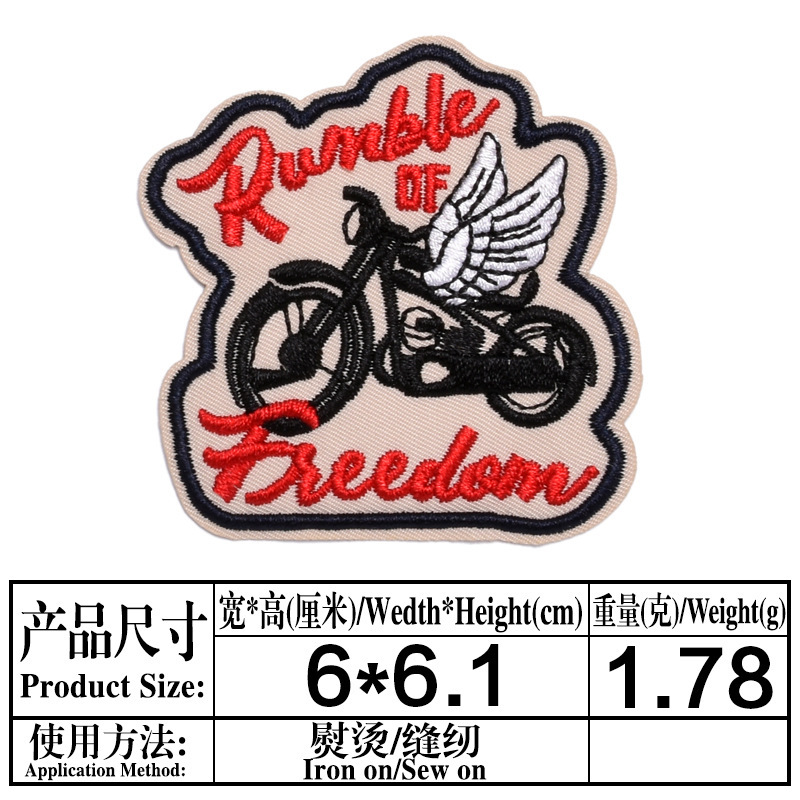 Rumble
OF
Freedom
产品尺寸
Product Size:
宽*高(厘米)/Wedth*Height(cm)
重量(克)/Weight(g)
6*6.1
1.78
使用方法:
Application Method:
熨烫/缝纫
Iron on/Sew on